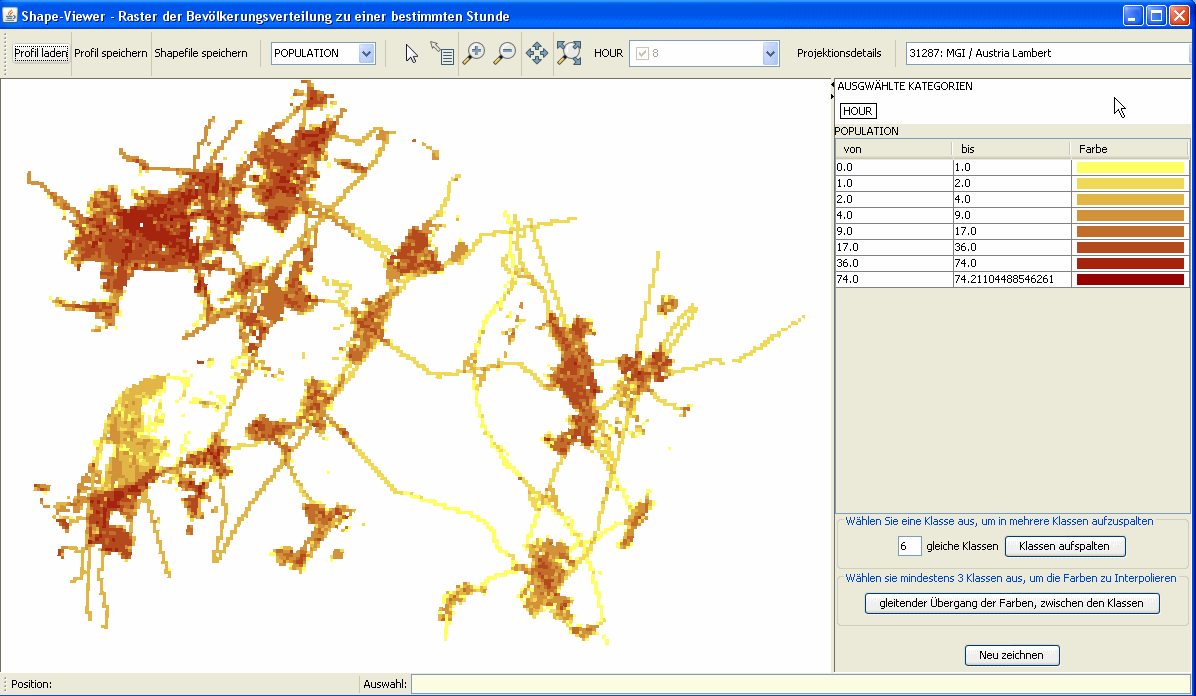 Shape-Viewer - Raster der Bevölkerungsverteilung zu einer bestimmten Stunde
Profil laden Profil speichern Shapefile speichern POPULATION HOUR 8 Projektionsdetails 31287: MGI / Austria Lambert
AUSGWÄHLTE KATEGORIEN
HOUR
POPULATION
von bis Farbe
0.0 1.0
1.0 2.0
2.0 4.0
4.0 9.0
9.0 17.0
17.0 36.0
36.0 74.0
74.0 74.21104488546261
Wählen Sie eine Klasse aus, um in mehrere Klassen aufzuspalten
6 gleiche Klassen Klassen aufspalten
Wählen sie mindestens 3 Klassen aus, um die Farben zu Interpolieren
gleitender Übergang der Farben, zwischen den Klassen
Neu zeichnen
Position: Auswahl: